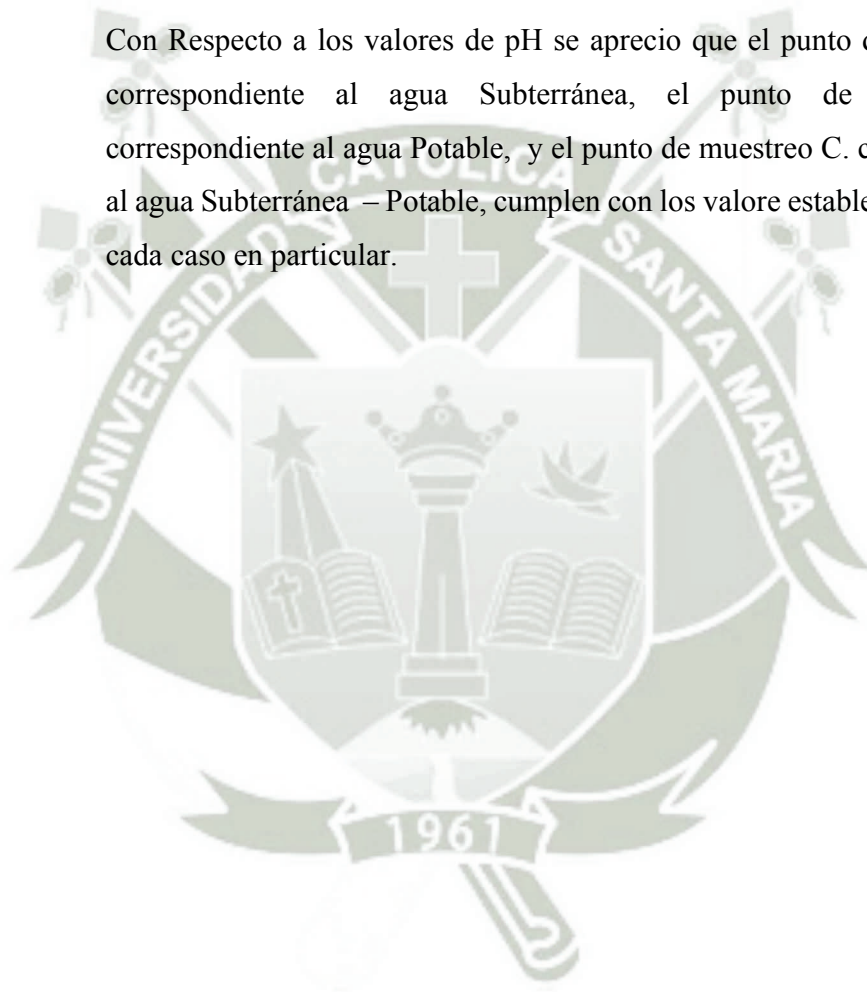 Con Respecto a los valores de pH se aprecio que el punto
correspondiente al agua Subterránea, el punto de
correspondiente al agua Potable, y el punto de muestreo C.
al agua Subterránea – Potable, cumplen con los valore
cada caso en particular.
UNIVERSIDAD CATOLICA SANTA MARIA
1961